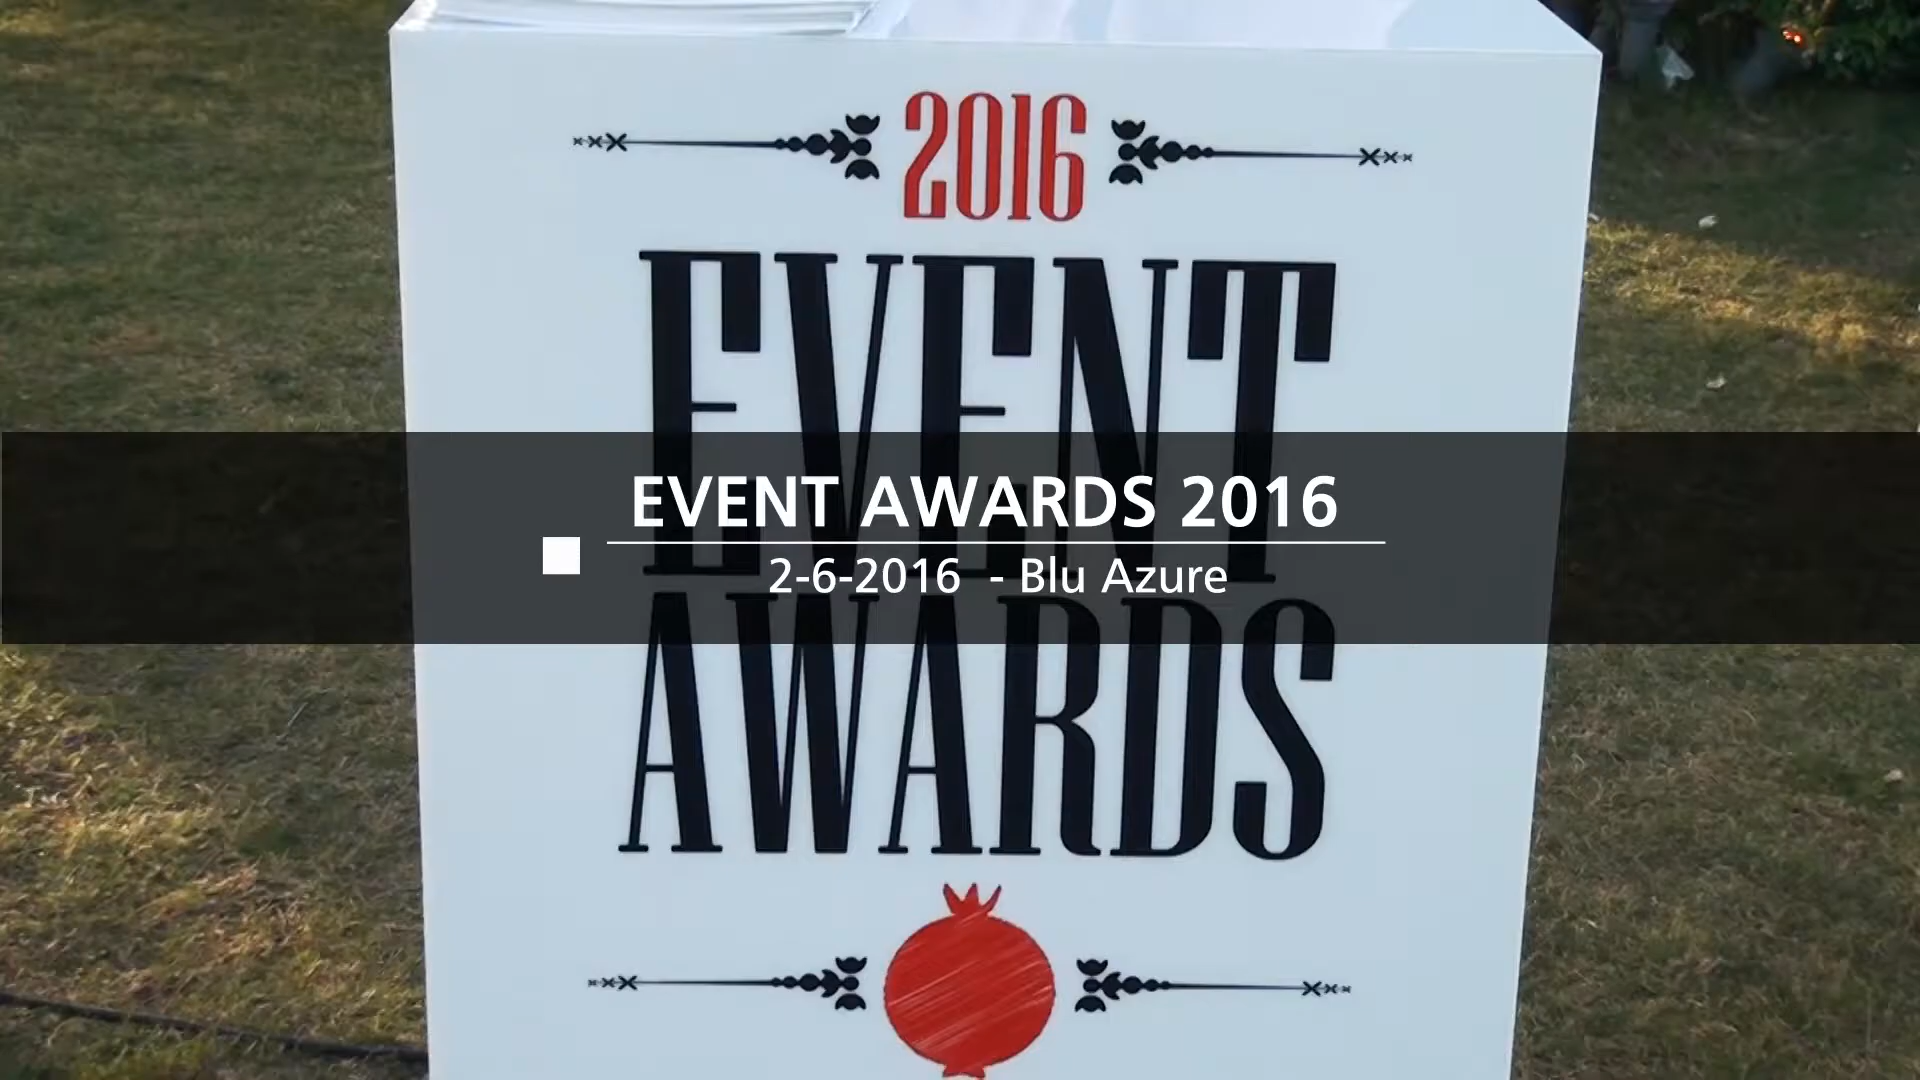 2016
EVENT
EVENT AWARDS 2016
2-6-2016 - Blu Azure
AWARDS